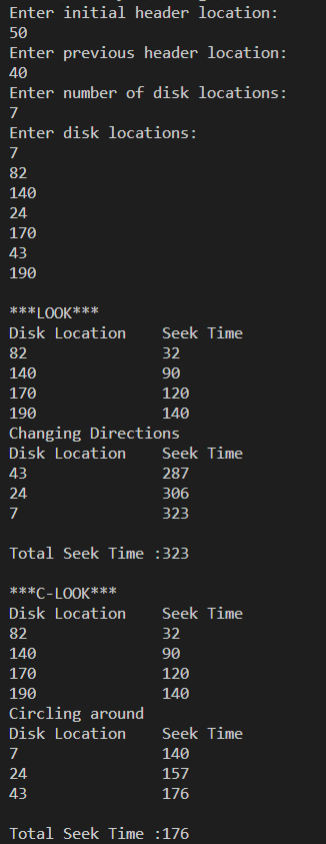 Enter initial header location:
50
Enter previous header location:
40
Enter number of disk locations:
7
Enter disk locations:
7
82
140
24
170
43
190
***LOOK***
Disk Location    Seek Time
82    32
140    90
170    120
190    140
Changing Directions
Disk Location    Seek Time
43    287
24    306
7    323
Total Seek Time :323
***C-LOOK***
Disk Location    Seek Time
82    32
140    90
170    120
190    140
Circling around
Disk Location    Seek Time
7    140
24    157
43    176
Total Seek Time :176